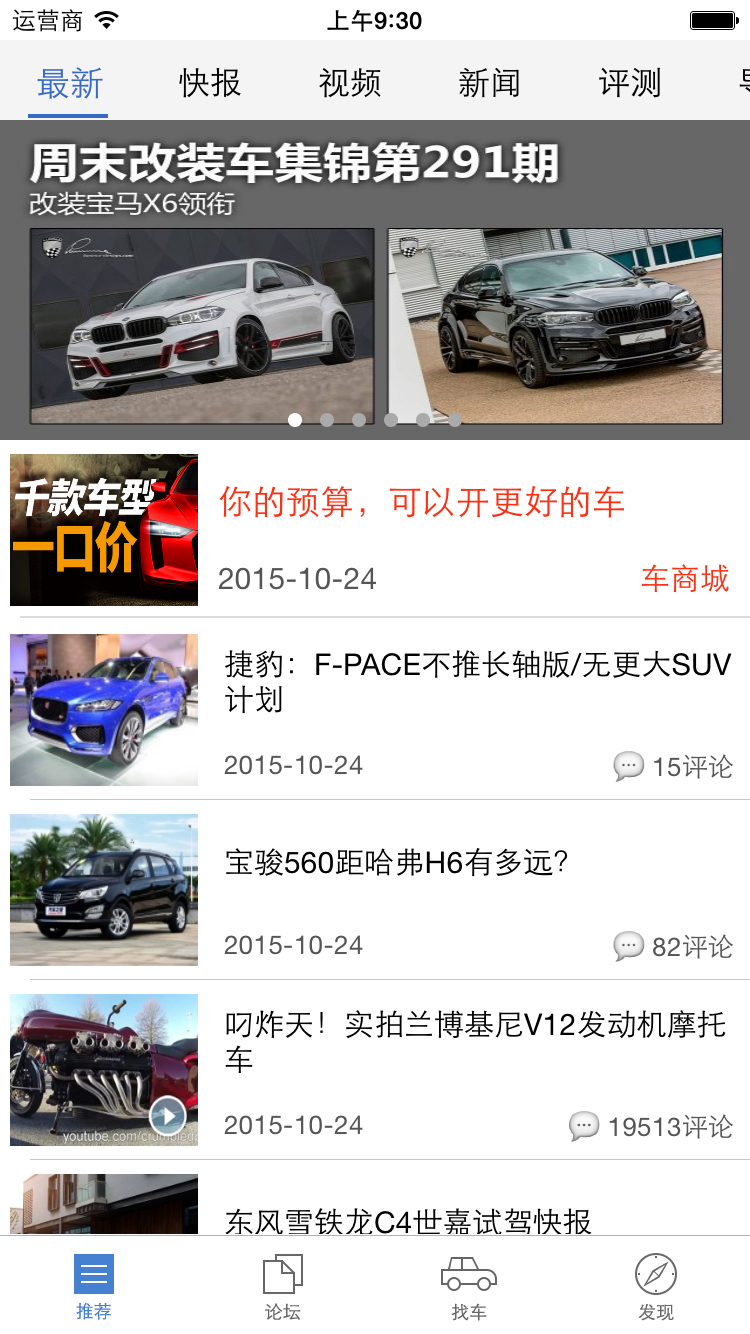 运营商 上午9:30
最新 快报 视频 新闻 评测
周末改装车集锦第291期
改装宝马X6领衔
千款车型
一口价
你的预算，可以开更好的车
2015-10-24 车商城
捷豹：F-PACE不推长轴版/无更大SUV
计划
2015-10-24 15评论
宝骏560距哈弗H6有多远?
2015-10-24 82评论
叼炸天！实拍兰博基尼V12发动机摩托
车
youtube.com/
2015-10-24 19513评论
东风雪铁龙C4世嘉试驾快报
推荐 论坛 找车 发现